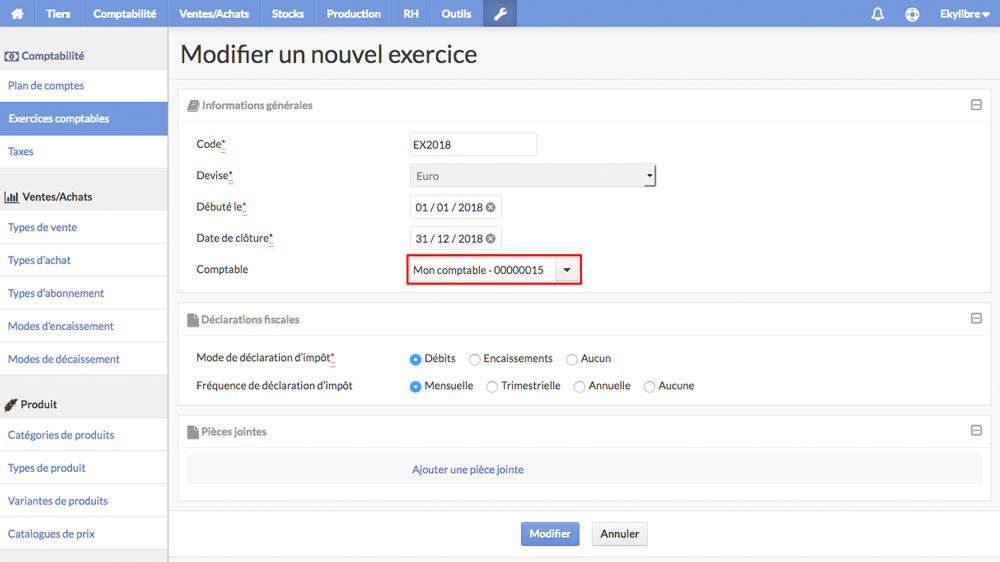 Tiers Comptabilité Ventes/Achats Stocks Production RH Outils Ekylibre
Comptabilité
Plan de comptes
Exercices comptables
Taxes
Ventes/Achats
Types de vente
Types d'achat
Types d'abonnement
Modes d'encaissement
Modes de décaissement
Produit
Catégories de produits
Types de produit
Variantes de produits
Catalogues de prix
Modifier un nouvel exercice
Informations générales
Code* EX2018
Devise* Euro
Débuté le* 01 / 01 / 2018
Date de clôture* 31 / 12 / 2018
Comptable Mon comptable - 00000015
Déclarations fiscales
Mode de déclaration d'impôt* Débits Encaissements Aucun
Fréquence de déclaration d'impôt Mensuelle Trimestrielle Annuelle Aucune
Pièces jointes
Ajouter une pièce jointe
Modifier Annuler